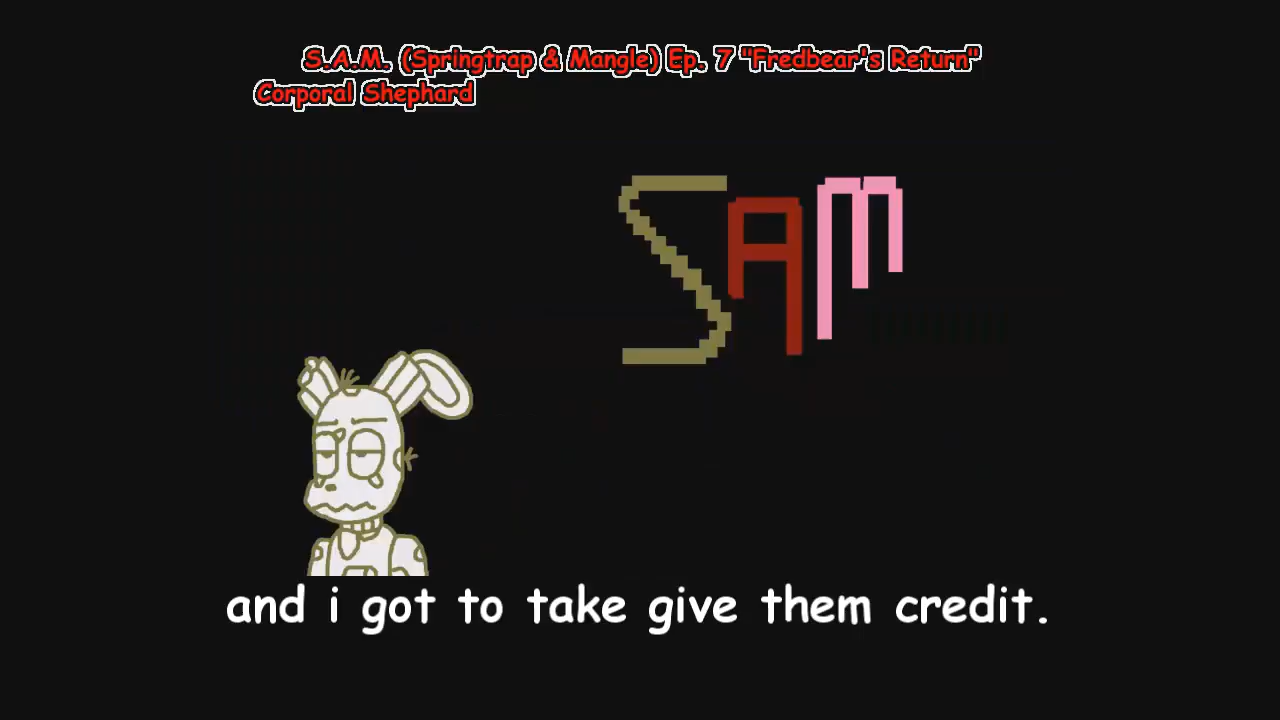 S.A.M. (Springtrap & Mangle) Ep. 7 "Fredbear's Return"
Corporal Shephard
SAM
and i got to take give them credit.